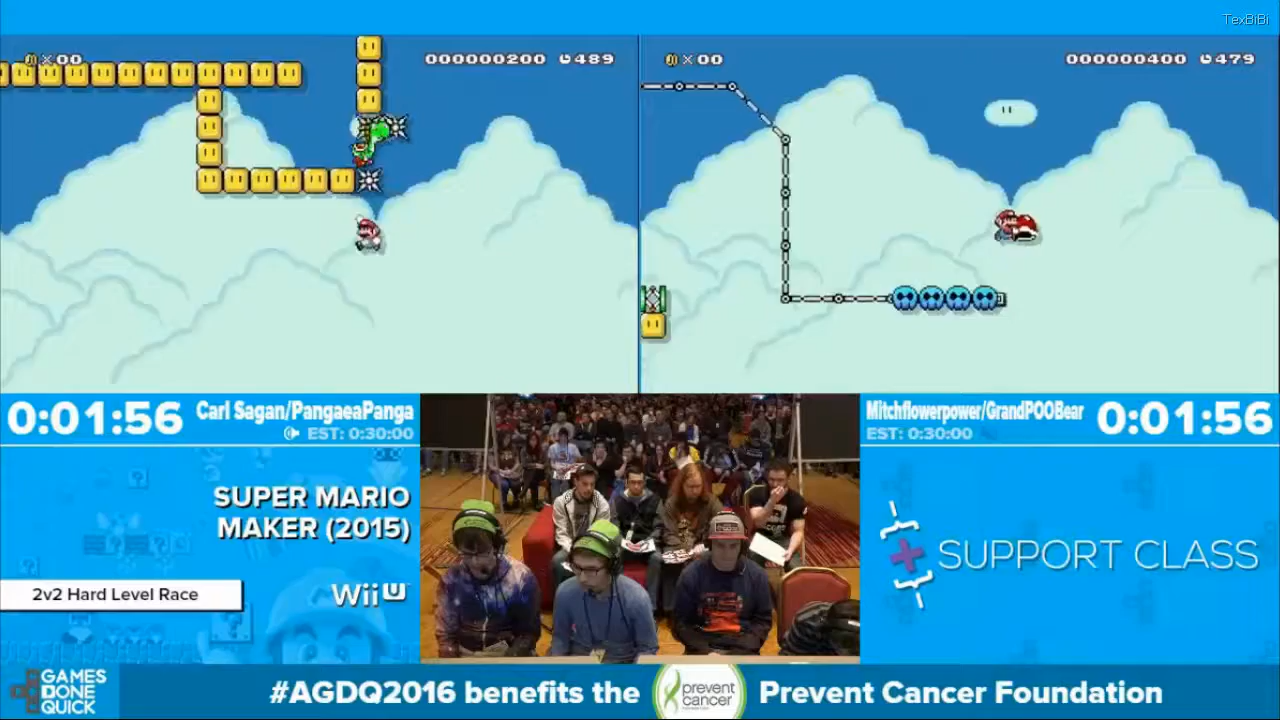 TexBiBi
×00
000000200 489
×00
000000400 479
0:01:56
Carl Sagan/PangaeaPanga
EST: 0:30:00
Mitchflowerpower/GrandPOOBear
EST: 0:30:00
0:01:56
SUPER MARIO
MAKER (2015)
2v2 Hard Level Race
Wii U
SUPPORT CLASS
GAMES
DONE
QUICK
#AGDQ2016 benefits the
prevent
cancer
Prevent Cancer Foundation